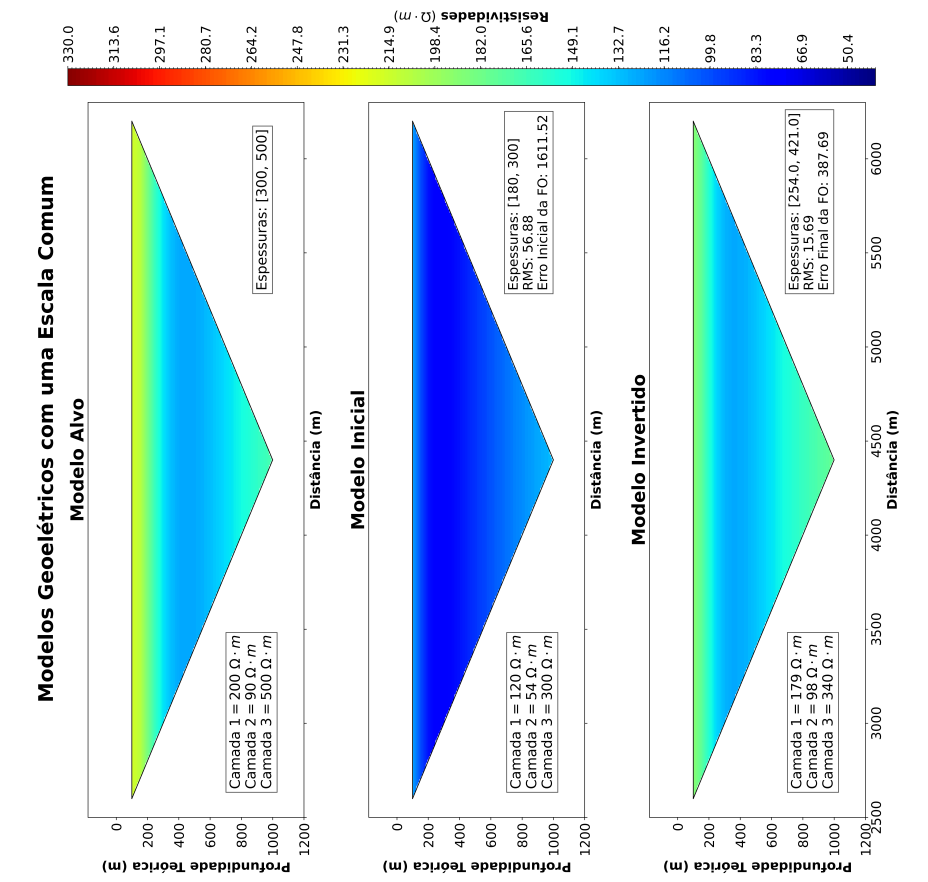 Modelos Geoelétricos com uma Escala Comum
Modelo Alvo
Profundidade Teórica (m)
0
200
400
600
800
1000
1200
Camada 1 = 200 Ω · m
Camada 2 = 90 Ω · m
Camada 3 = 500 Ω · m
Espessuras: [300, 500]
Distância (m)
Modelo Inicial
Profundidade Teórica (m)
0
200
400
600
800
1000
1200
Camada 1 = 120 Ω · m
Camada 2 = 54 Ω · m
Camada 3 = 300 Ω · m
Espessuras: [180, 300]
RMS: 56.88
Erro Inicial da FO: 1611.52
Distância (m)
Modelo Invertido
Profundidade Teórica (m)
0
200
400
600
800
1000
1200
Camada 1 = 179 Ω · m
Camada 2 = 98 Ω · m
Camada 3 = 340 Ω · m
Espessuras: [254.0, 421.0]
RMS: 15.69
Erro Final da FO: 387.69
2500 3000 3500 4000 4500 5000 5500 6000
Distância (m)
330.0
313.6
297.1
280.7
264.2
247.8
231.3
214.9
198.4
182.0
165.6
149.1
132.7
116.2
99.8
83.3
66.9
50.4
Resistividades (Ω · m)